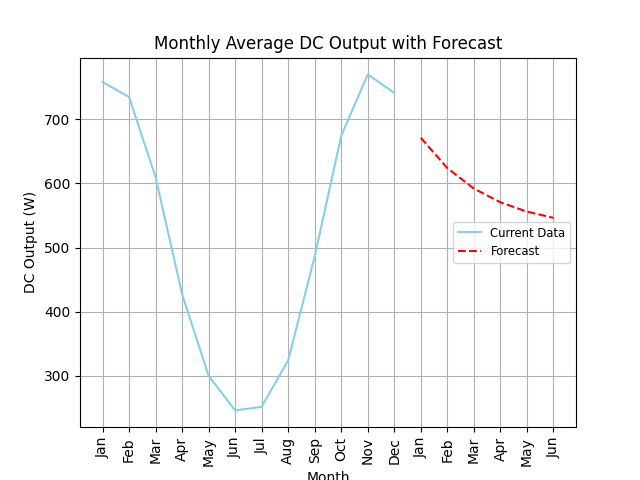 Monthly Average DC Output with Forecast
DC Output (W)
700
600
500
400
300
Current Data
Forecast
Jan Feb Mar Apr May Jun Jul Aug Sep Oct Nov Dec Jan Feb Mar Apr May Jun
Month